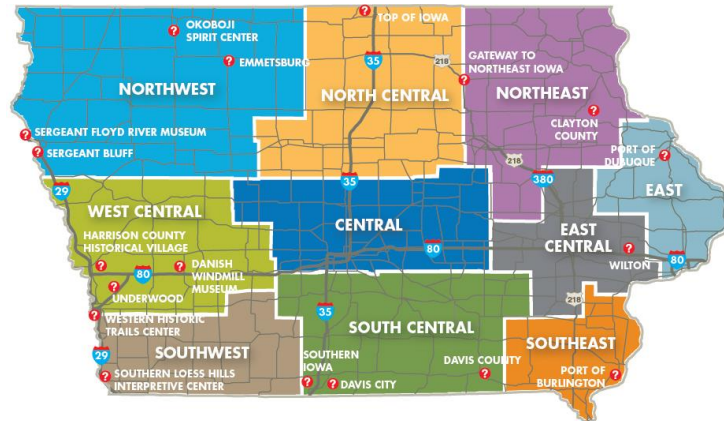 OKOBOJI
SPIRIT CENTER
?
TOP OF IOWA
?
EMMETSBURG
?
35
218
GATEWAY TO
NORTHEAST IOWA
?
NORTHWEST
NORTH CENTRAL
NORTHEAST
?
CLAYTON
COUNTY
? SERGEANT FLOYD RIVER MUSEUM
? SERGEANT BLUFF
218
PORT OF
DUBUQUE
?
29
35
380
EAST
WEST CENTRAL
CENTRAL
EAST
CENTRAL
HARRISON COUNTY
HISTORICAL VILLAGE
?
80
? DANISH
WINDMILL
MUSEUM
80
?
WILTON
80
?
UNDERWOOD
?
WESTERN HISTORIC
TRAILS CENTER
35
218
SOUTH CENTRAL
SOUTHWEST
SOUTHEAST
29
SOUTHERN
IOWA
?
DAVIS COUNTY
?
? SOUTHERN LOESS HILLS
INTERPRETIVE CENTER
? DAVIS CITY
PORT OF
BURLINGTON
?